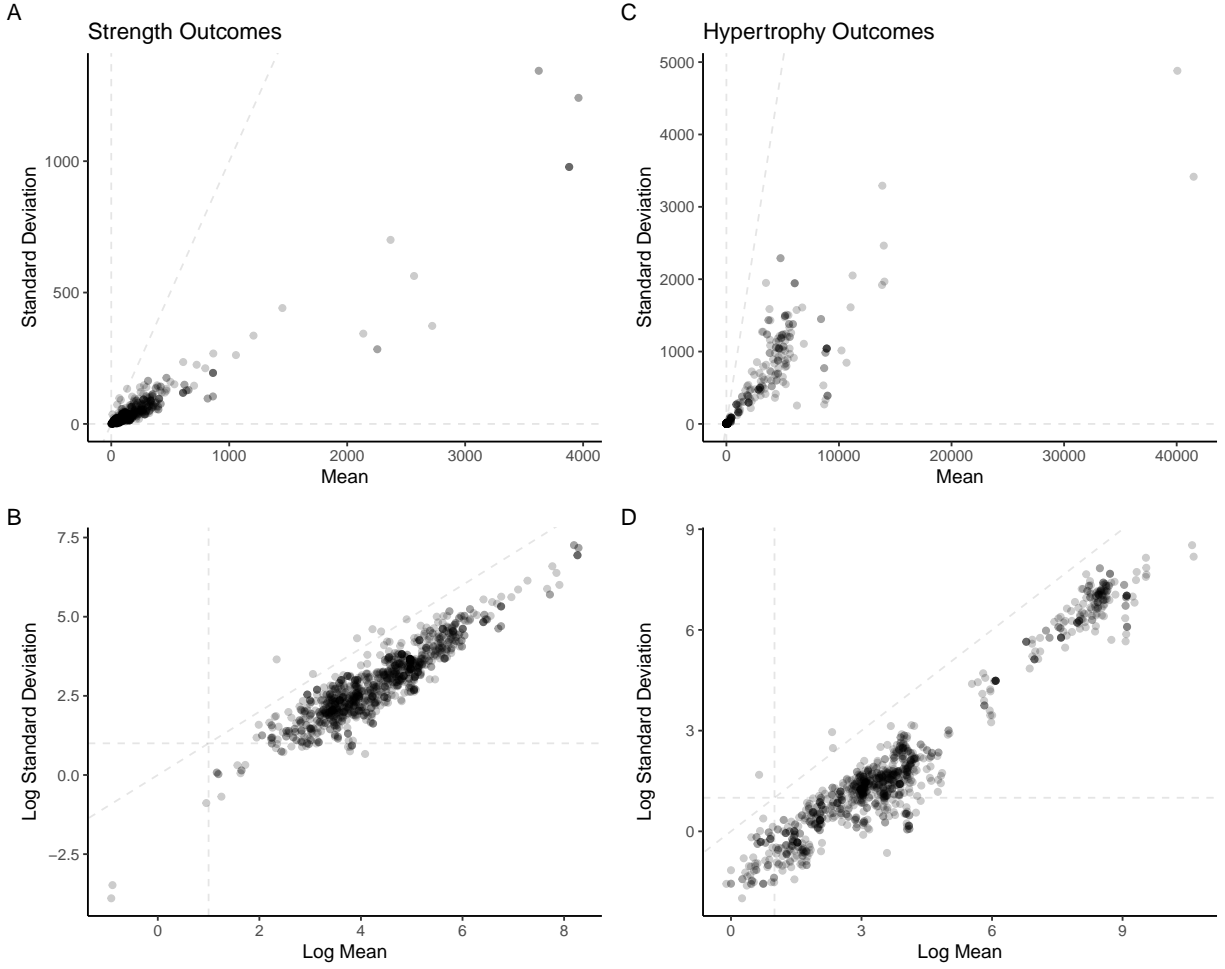 A
Strength Outcomes
Standard Deviation
1000
500
0
0 1000 2000 3000 4000
Mean
C
Hypertrophy Outcomes
Standard Deviation
5000
4000
3000
2000
1000
0
0 10000 20000 30000 40000
Mean
B
Log Standard Deviation
7.5
5.0
2.5
0.0
−2.5
0 2 4 6 8
Log Mean
D
Log Standard Deviation
9
6
3
0
0 3 6 9
Log Mean